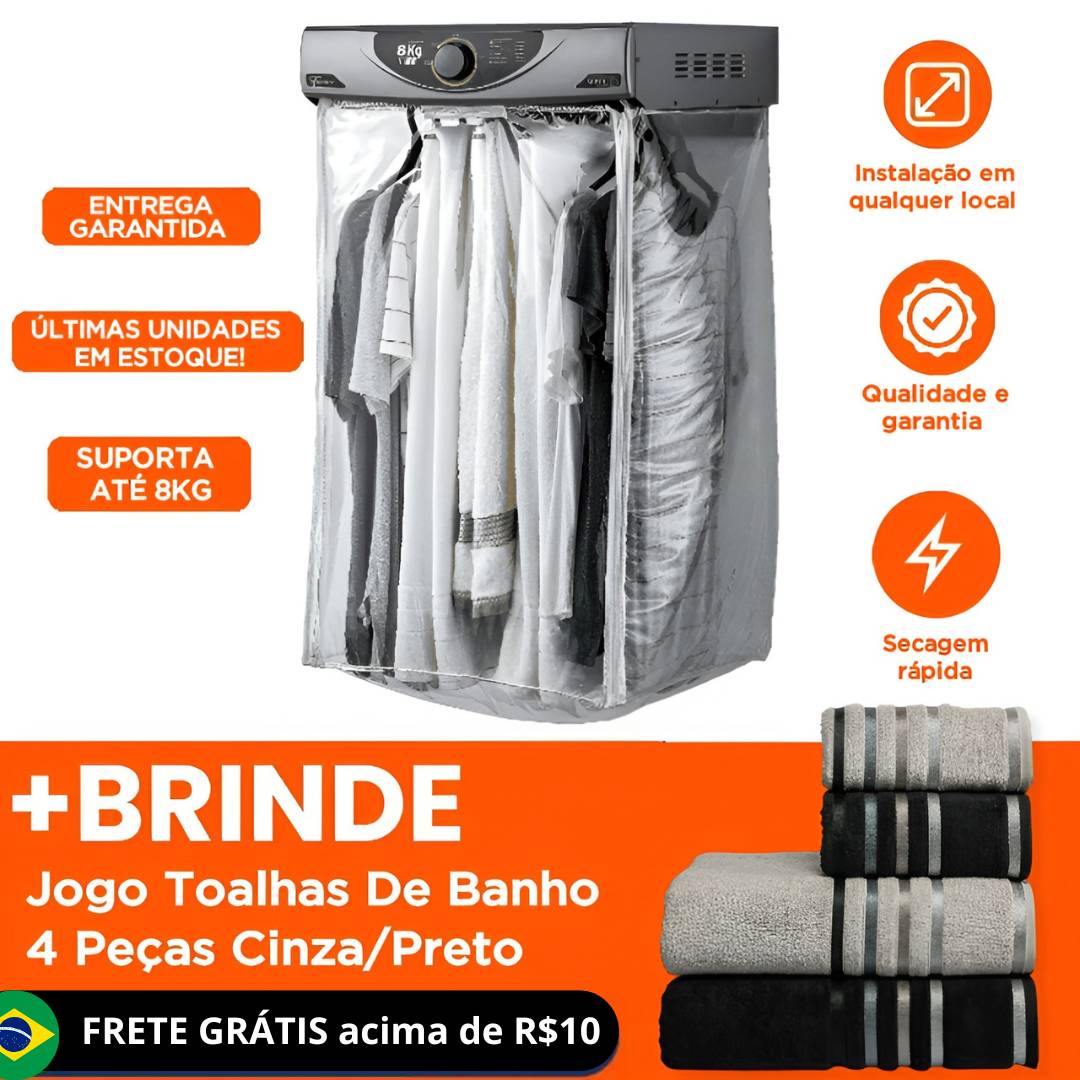 8Kg
ENTREGA
GARANTIDA
ÚLTIMAS UNIDADES
EM ESTOQUE!
SUPORTA
ATÉ 8KG
Instalação em
qualquer local
Qualidade e
garantia
Secagem
rápida
+BRINDE
Jogo Toalhas De Banho
4 Peças Cinza/Preto
FRETE GRÁTIS acima de R$10